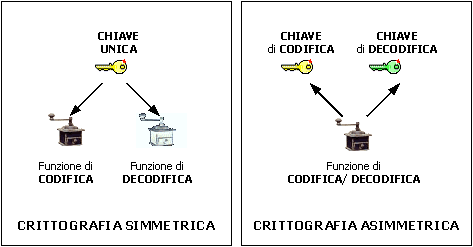 CHIAVE
UNICA
Funzione di
CODIFICA
Funzione di
DECODIFICA
CRITTOGRAFIA SIMMETRICA
CHIAVE
di CODIFICA
CHIAVE
di DECODIFICA
Funzione di
CODIFICA/ DECODIFICA
CRITTOGRAFIA ASIMMETRICA